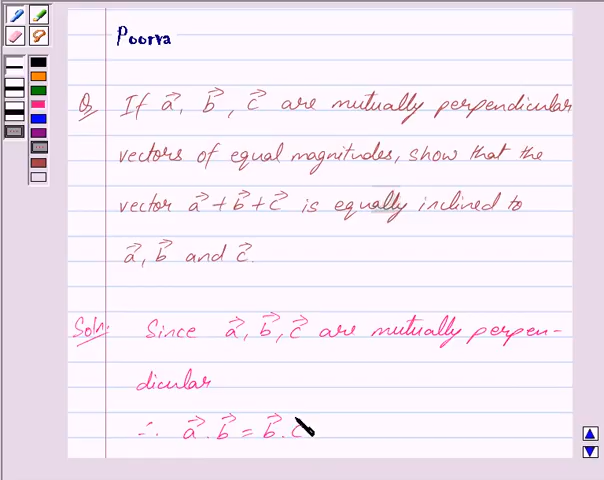 Poorva
Q. If a⃗, b⃗, c⃗ are mutually perpendicular
vectors of equal magnitudes, show that the
vector a⃗ + b⃗ + c⃗ is equally inclined to
a⃗, b⃗ and c⃗.
Soln: Since a⃗, b⃗, c⃗ are mutually perpen-
dicular
∴ a⃗ . b⃗ = b⃗ . c